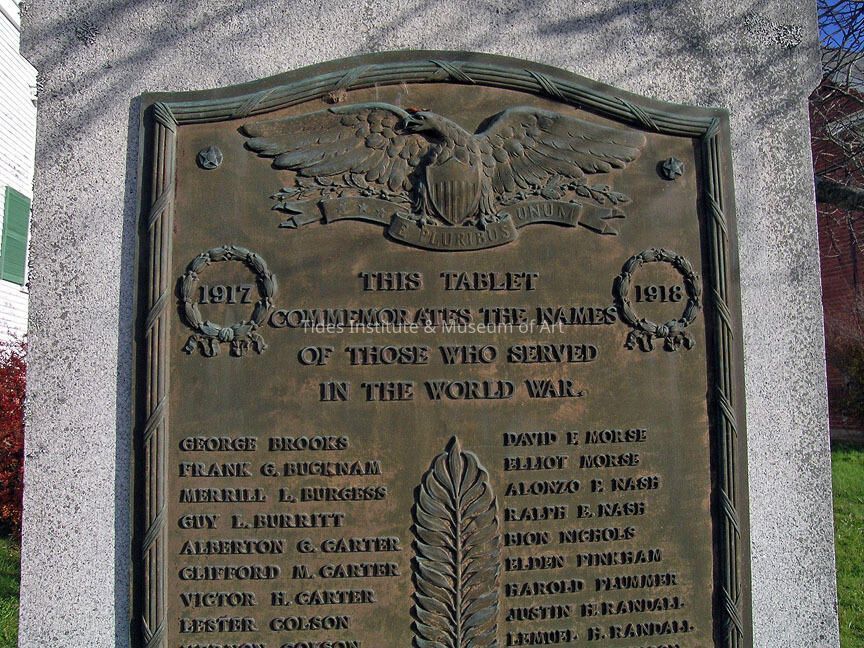 E PLURIBUS UNUM
1917
1918
THIS TABLET
COMMEMORATES THE NAMES
OF THOSE WHO SERVED
IN THE WORLD WAR.
Tides Institute & Museum of Art
GEORGE BROOKS
FRANK G. BUCKNAM
MERRILL L. BURGESS
GUY L. BURRITT
ALBERTON G. CARTER
CLIFFORD M. CARTER
VICTOR H. CARTER
LESTER COLSON
COLSON
DAVID F. MORSE
ELLIOT MORSE
ALONZO P. NASH
RALPH E. NASH
BION NICHOLS
ELDEN PINKHAM
HAROLD PLUMMER
JUSTIN H. RANDALL
LEMUEL H. RANDALL